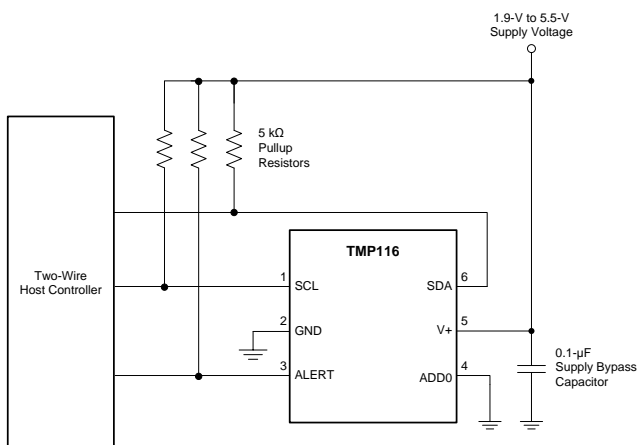 1.9-V to 5.5-V
Supply Voltage
5 kΩ
Pullup
Resistors
Two-Wire
Host Controller
TMP116
1
SCL
SDA
6
2
GND
V+
5
3
ALERT
ADD0
4
0.1-µF
Supply Bypass
Capacitor